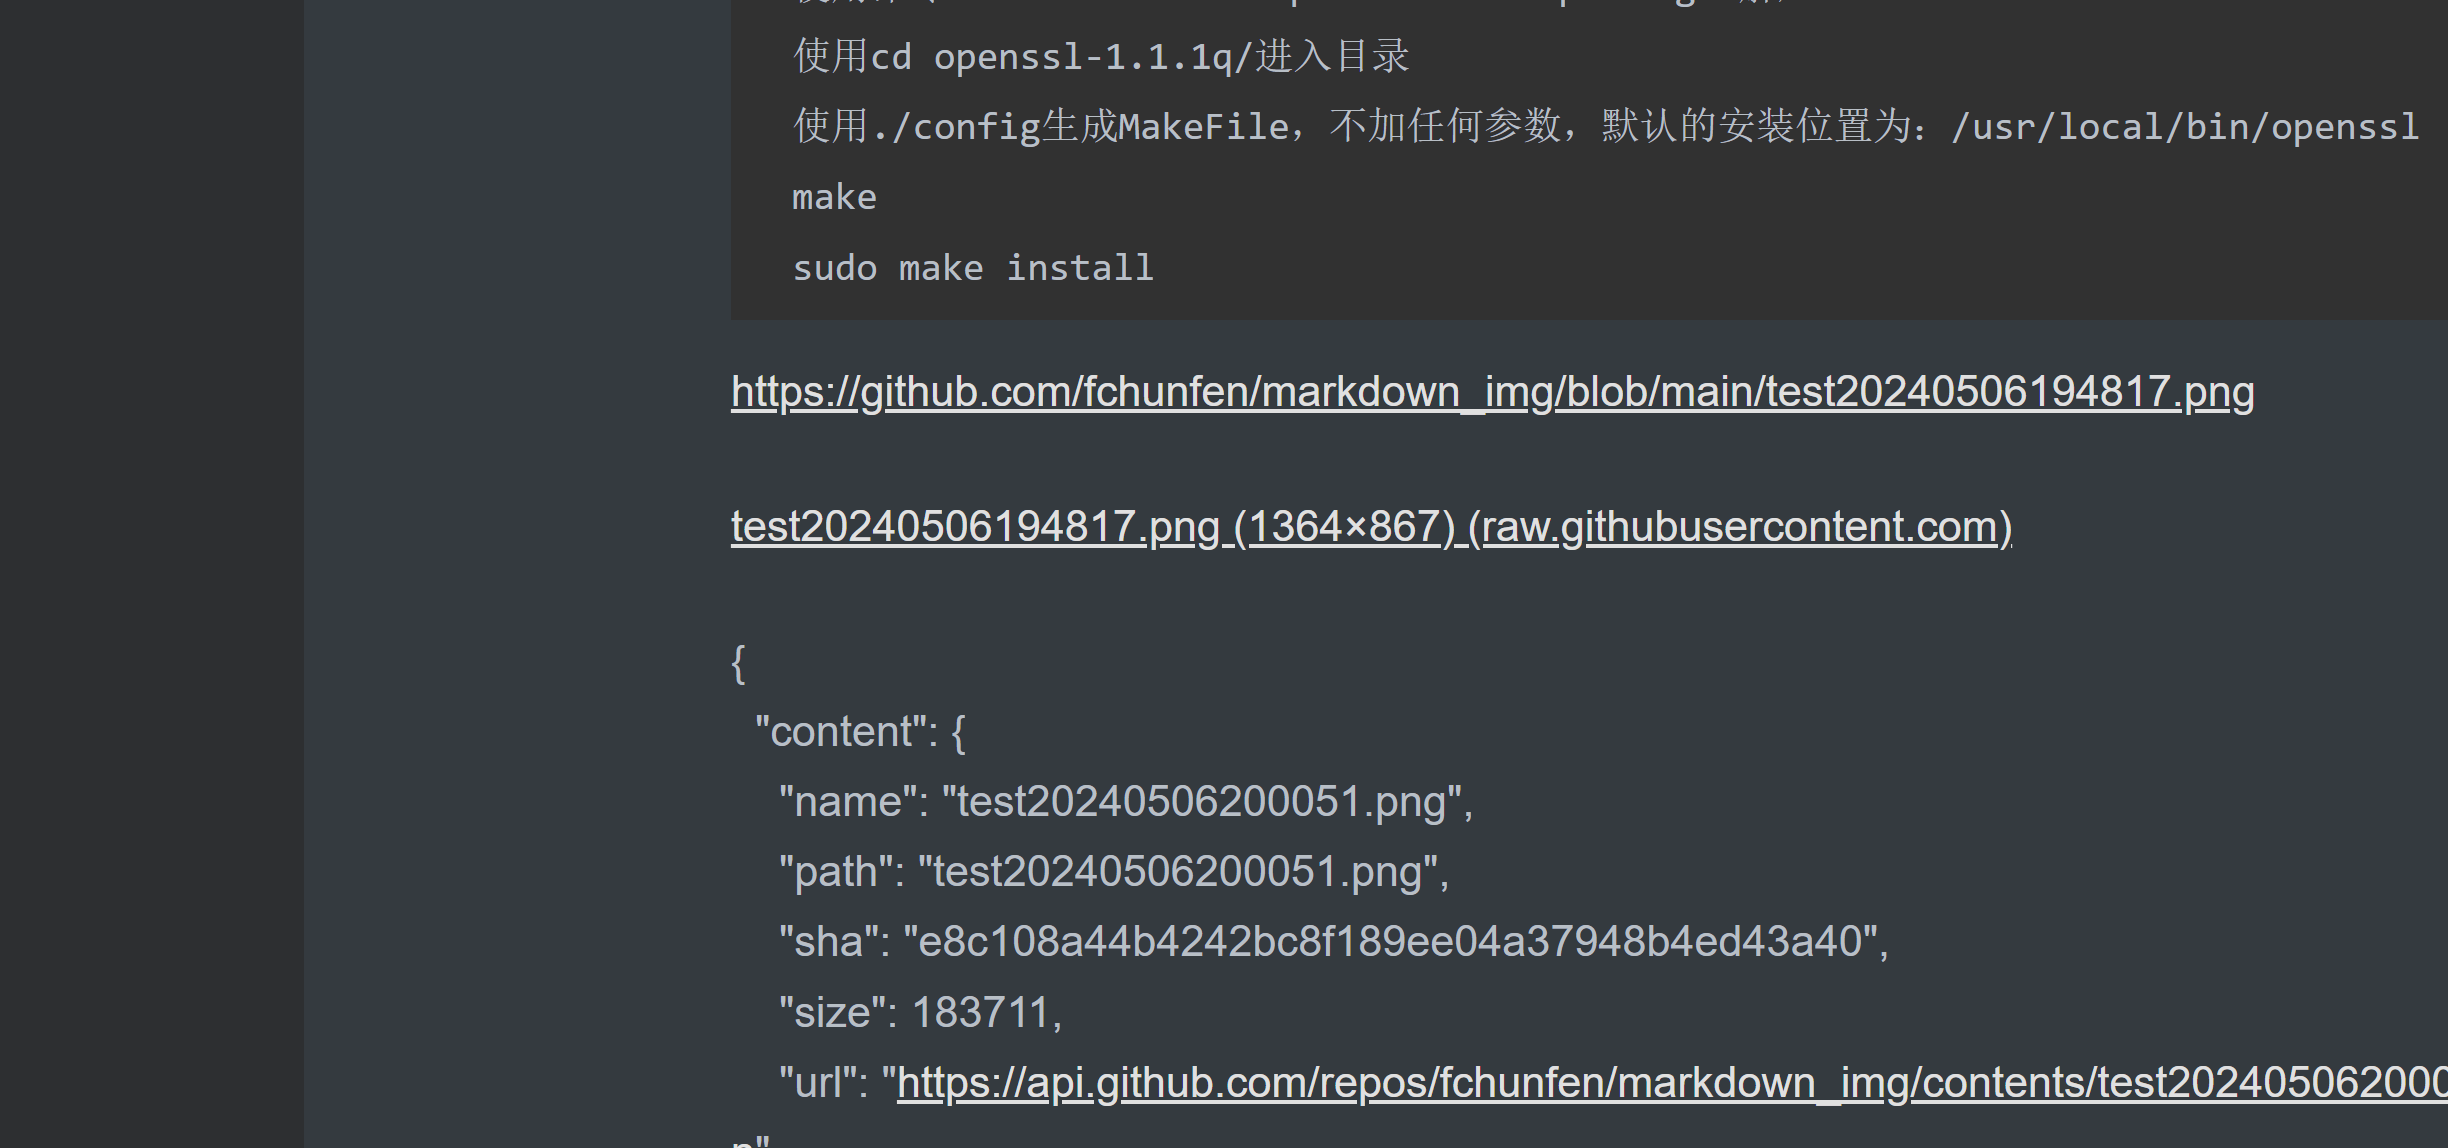 使用cd openssl-1.1.1q/进入目录
使用./config生成MakeFile，不加任何参数，默认的安装位置为：/usr/local/bin/openssl
make
sudo make install
https://github.com/fchunfen/markdown_img/blob/main/test20240506194817.png
test20240506194817.png (1364×867) (raw.githubusercontent.com)
{
"content": {
"name": "test20240506200051.png",
"path": "test20240506200051.png",
"sha": "e8c108a44b4242bc8f189ee04a37948b4ed43a40",
"size": 183711,
"url": "https://api.github.com/repos/fchunfen/markdown_img/contents/test202405062000